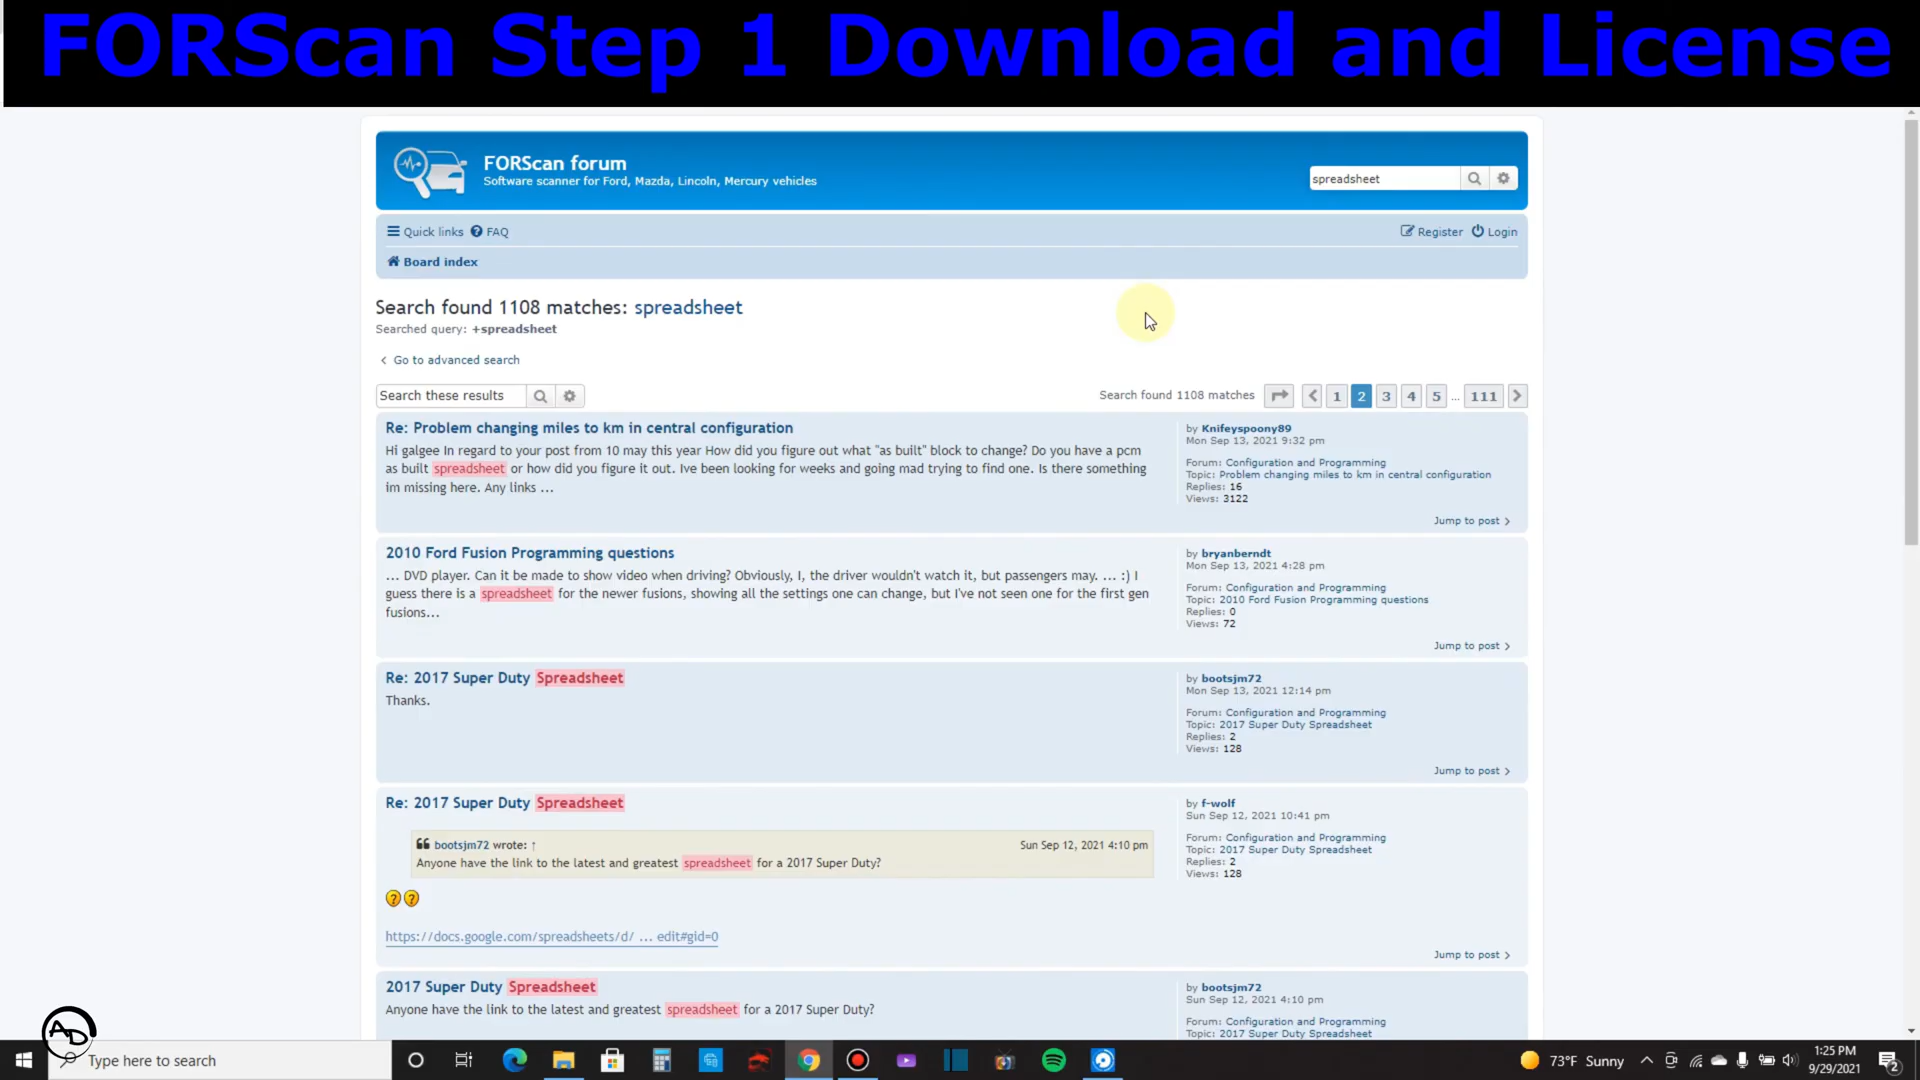 FORScan Step 1 Download and License
FORScan forum
Software scanner for Ford, Mazda, Lincoln, Mercury vehicles
spreadsheet
Quick links FAQ
Register Login
Board index
Search found 1108 matches: spreadsheet
Searched query: +spreadsheet
Go to advanced search
Search these results
Search found 1108 matches 1 2 3 4 5 ... 111
Re: Problem changing miles to km in central configuration
Hi galgee In regard to your post from 10 may this year How did you figure out what "as built" block to change? Do you have a pcm
as built spreadsheet or how did you figure it out. Ive been looking for weeks and going mad trying to find one. Is there something
im missing here. Any links ...
by Knifeyspoony89
Mon Sep 13, 2021 9:32 pm
Forum: Configuration and Programming
Topic: Problem changing miles to km in central configuration
Replies: 16
Views: 3122
Jump to post
2010 Ford Fusion Programming questions
... DVD player. Can it be made to show video when driving? Obviously, I, the driver wouldn't watch it, but passengers may. ... :) I
guess there is a spreadsheet for the newer fusions, showing all the settings one can change, but I've not seen one for the first gen
fusions...
by bryanberndt
Mon Sep 13, 2021 4:28 pm
Forum: Configuration and Programming
Topic: 2010 Ford Fusion Programming questions
Replies: 0
Views: 72
Jump to post
Re: 2017 Super Duty Spreadsheet
Thanks.
by bootsjm72
Mon Sep 13, 2021 12:14 pm
Forum: Configuration and Programming
Topic: 2017 Super Duty Spreadsheet
Replies: 2
Views: 128
Jump to post
Re: 2017 Super Duty Spreadsheet
bootsjm72 wrote: ↑ Sun Sep 12, 2021 4:10 pm
Anyone have the link to the latest and greatest spreadsheet for a 2017 Super Duty?
https://docs.google.com/spreadsheets/d/ ... edit#gid=0
by f-wolf
Sun Sep 12, 2021 10:41 pm
Forum: Configuration and Programming
Topic: 2017 Super Duty Spreadsheet
Replies: 2
Views: 128
Jump to post
2017 Super Duty Spreadsheet
Anyone have the link to the latest and greatest spreadsheet for a 2017 Super Duty?
by bootsjm72
Sun Sep 12, 2021 4:10 pm
Forum: Configuration and Programming
Topic: 2017 Super Duty Spreadsheet
AD
Type here to search
73°F Sunny
1:25 PM
9/29/2021
2